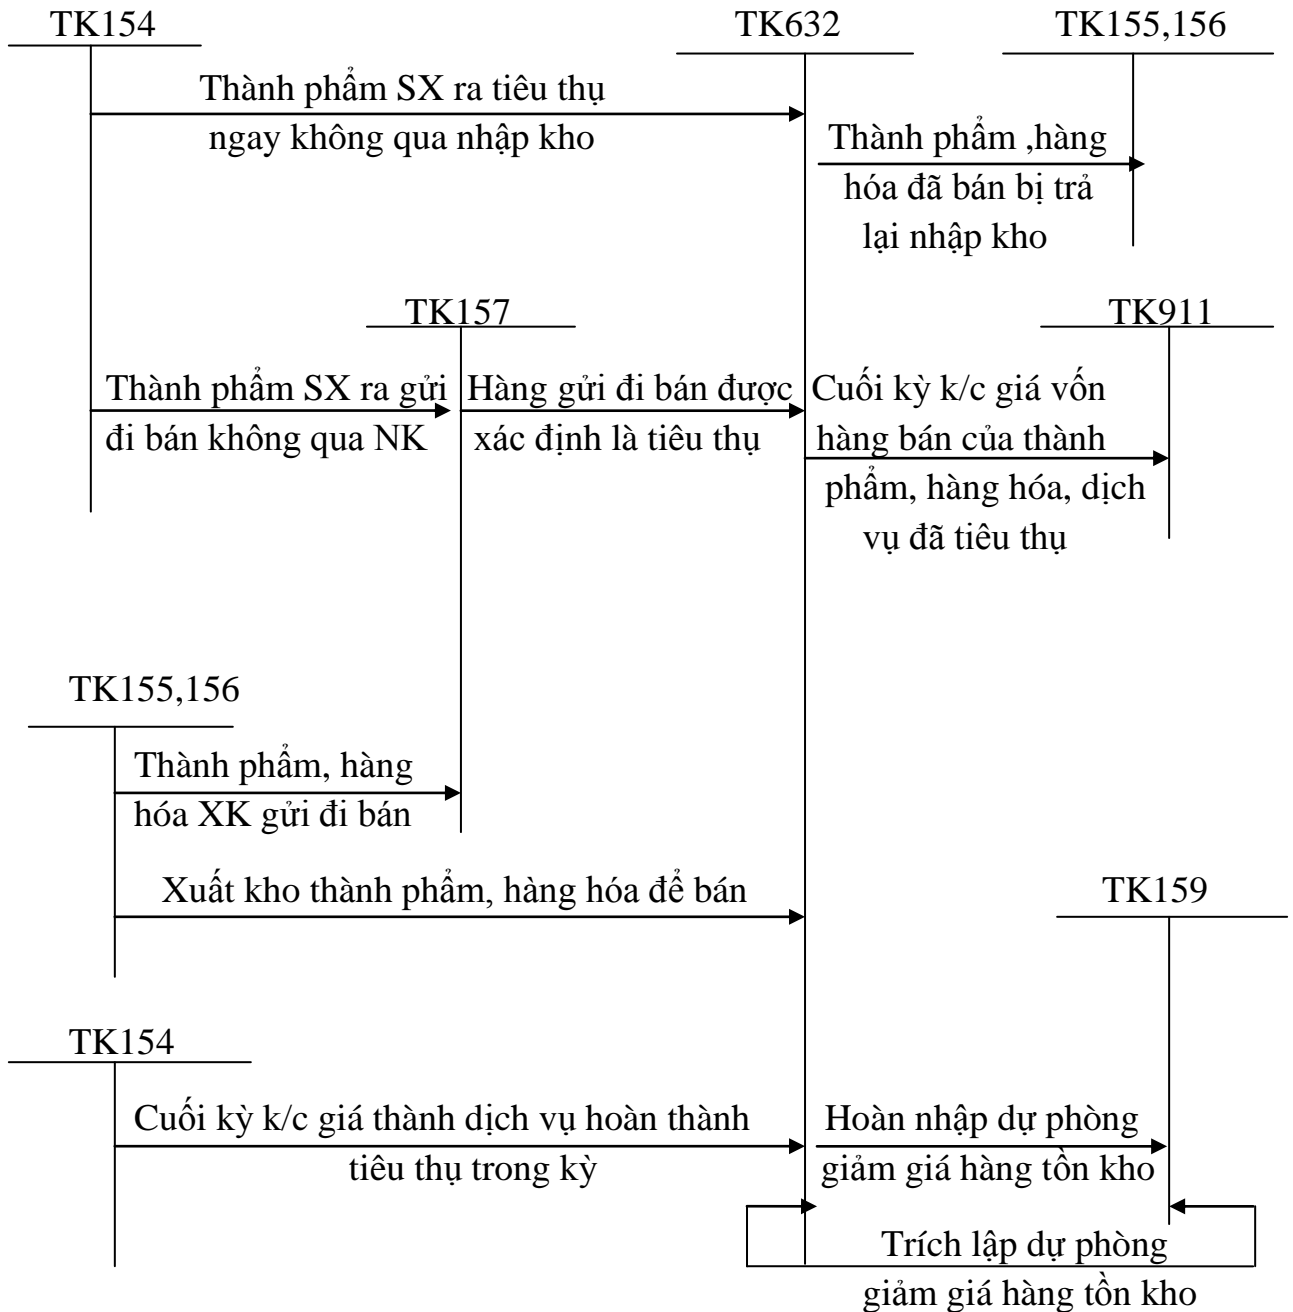 TK154
TK632
TK155,156
Thành phẩm SX ra tiêu thụ
ngay không qua nhập kho
Thành phẩm ,hàng
hóa đã bán bị trả
lại nhập kho
TK157
TK911
Thành phẩm SX ra gửi
đi bán không qua NK
Hàng gửi đi bán được
xác định là tiêu thụ
Cuối kỳ k/c giá vốn
hàng bán của thành
phẩm, hàng hóa, dịch
vụ đã tiêu thụ
TK155,156
Thành phẩm, hàng
hóa XK gửi đi bán
Xuất kho thành phẩm, hàng hóa để bán
TK159
TK154
Cuối kỳ k/c giá thành dịch vụ hoàn thành
tiêu thụ trong kỳ
Hoàn nhập dự phòng
giảm giá hàng tồn kho
Trích lập dự phòng
giảm giá hàng tồn kho